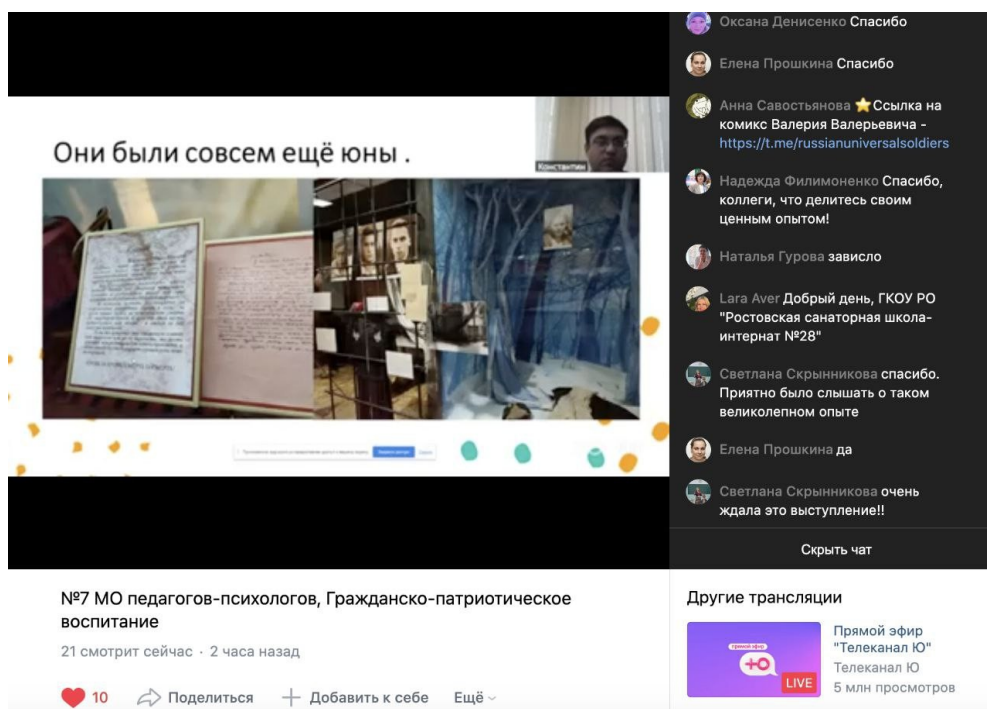 Они были совсем ещё юны .
Константин
Оксана Денисенко Спасибо
Елена Прошкина Спасибо
Анна Савостьянова ⭐Ссылка на
комикс Валерия Валерьевича -
https://t.me/russianuniversalsoldiers
Надежда Филимоненко Спасибо,
коллеги, что делитесь своим
ценным опытом!
Наталья Гурова зависло
Lara Aver Добрый день, ГКОУ РО
"Ростовская санаторная школа-
интернат №28"
Светлана Скрынникова спасибо.
Приятно было слышать о таком
великолепном опыте
Елена Прошкина да
Светлана Скрынникова очень
ждала это выступление!!
Скрыть чат
№7 МО педагогов-психологов, Гражданско-патриотическое
воспитание
21 смотрит сейчас · 2 часа назад
10
Поделиться
Добавить к себе
Ещё
Другие трансляции
прямой эфир
Ю
LIVE
Прямой эфир
"Телеканал Ю"
Телеканал Ю
5 млн просмотров